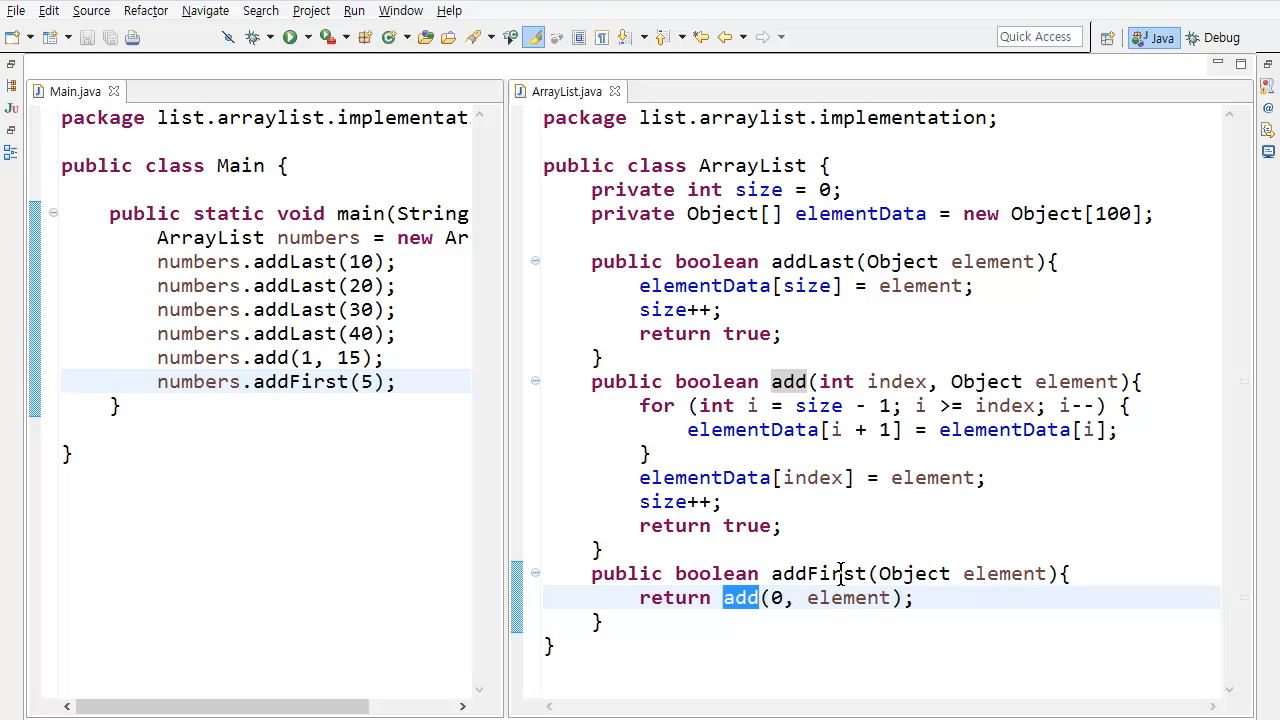 File Edit Source Refactor Navigate Search Project Run Window Help
Quick Access
Java
Debug
Main.java
package list.arraylist.implementat
public class Main {
public static void main(String
ArrayList numbers = new Ar
numbers.addLast(10);
numbers.addLast(20);
numbers.addLast(30);
numbers.addLast(40);
numbers.add(1, 15);
numbers.addFirst(5);
}
}
ArrayList.java
package list.arraylist.implementation;
public class ArrayList {
private int size = 0;
private Object[] elementData = new Object[100];
public boolean addLast(Object element){
elementData[size] = element;
size++;
return true;
}
public boolean add(int index, Object element){
for (int i = size - 1; i >= index; i--) {
elementData[i + 1] = elementData[i];
}
elementData[index] = element;
size++;
return true;
}
public boolean addFirst(Object element){
return add(0, element);
}
}